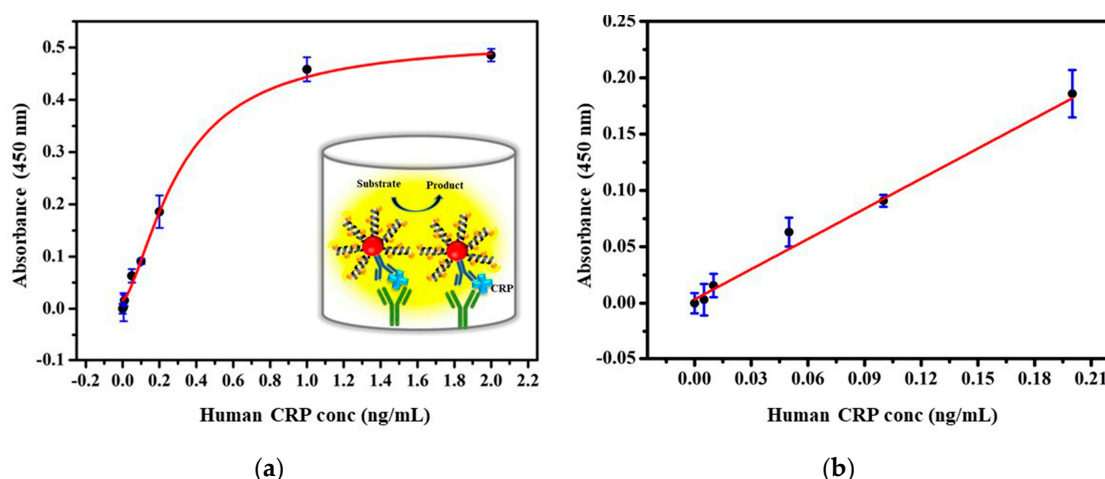 Absorbance (450 nm)
0.5
0.4
0.3
0.2
0.1
0.0
-0.1
-0.2 0.0 0.2 0.4 0.6 0.8 1.0 1.2 1.4 1.6 1.8 2.0 2.2
Human CRP conc (ng/mL)
Substrate Product
CRP
(a)
Absorbance (450 nm)
0.20
0.15
0.10
0.05
0.00
-0.05
0.00 0.03 0.06 0.09 0.12 0.15 0.18 0.21
Human CRP conc (ng/mL)
(b)